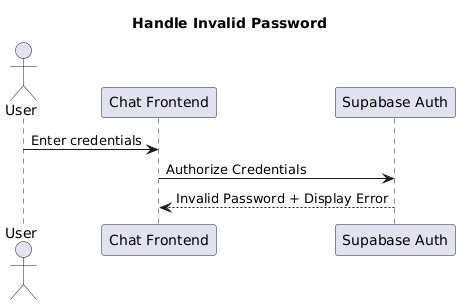 Handle Invalid Password
User
Chat Frontend
Supabase Auth
Enter credentials
Authorize Credentials
Invalid Password + Display Error
User
Chat Frontend
Supabase Auth